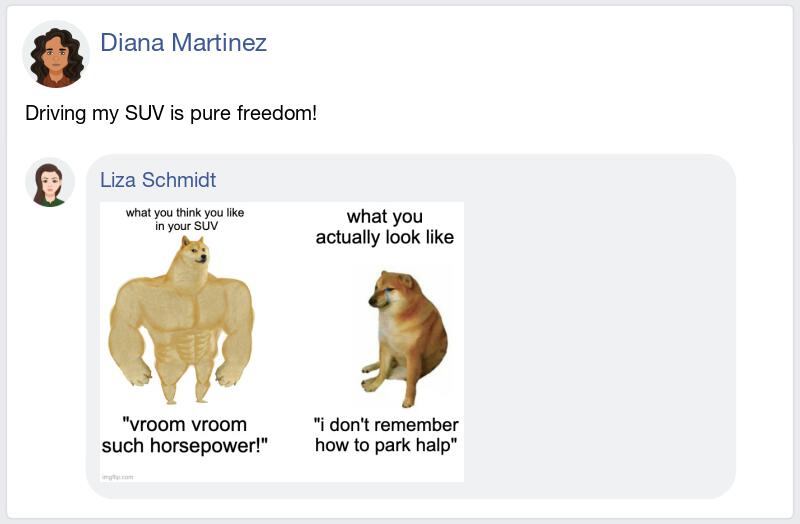 Diana Martinez
Driving my SUV is pure freedom!
Liza Schmidt
what you think you like
in your SUV
what you
actually look like
"vroom vroom
such horsepower!"
"i don't remember
how to park halp"
imgflip.com